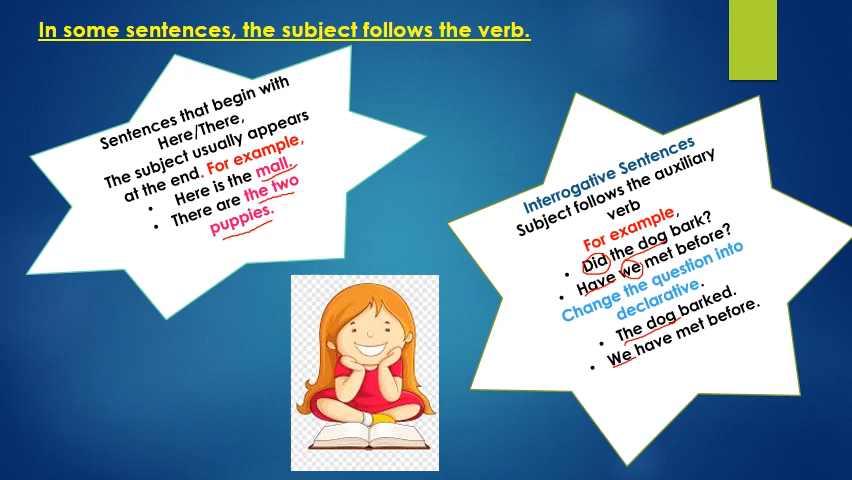 In some sentences, the subject follows the verb.
Sentences that begin with
Here/There,
The subject usually appears
at the end. For example,
• Here is the mall.
• There are the two
puppies.
Interrogative Sentences
Subject follows the auxiliary
verb
For example,
• Did the dog bark?
• Have we met before?
Change the question into
declarative.
• The dog barked.
• We have met before.